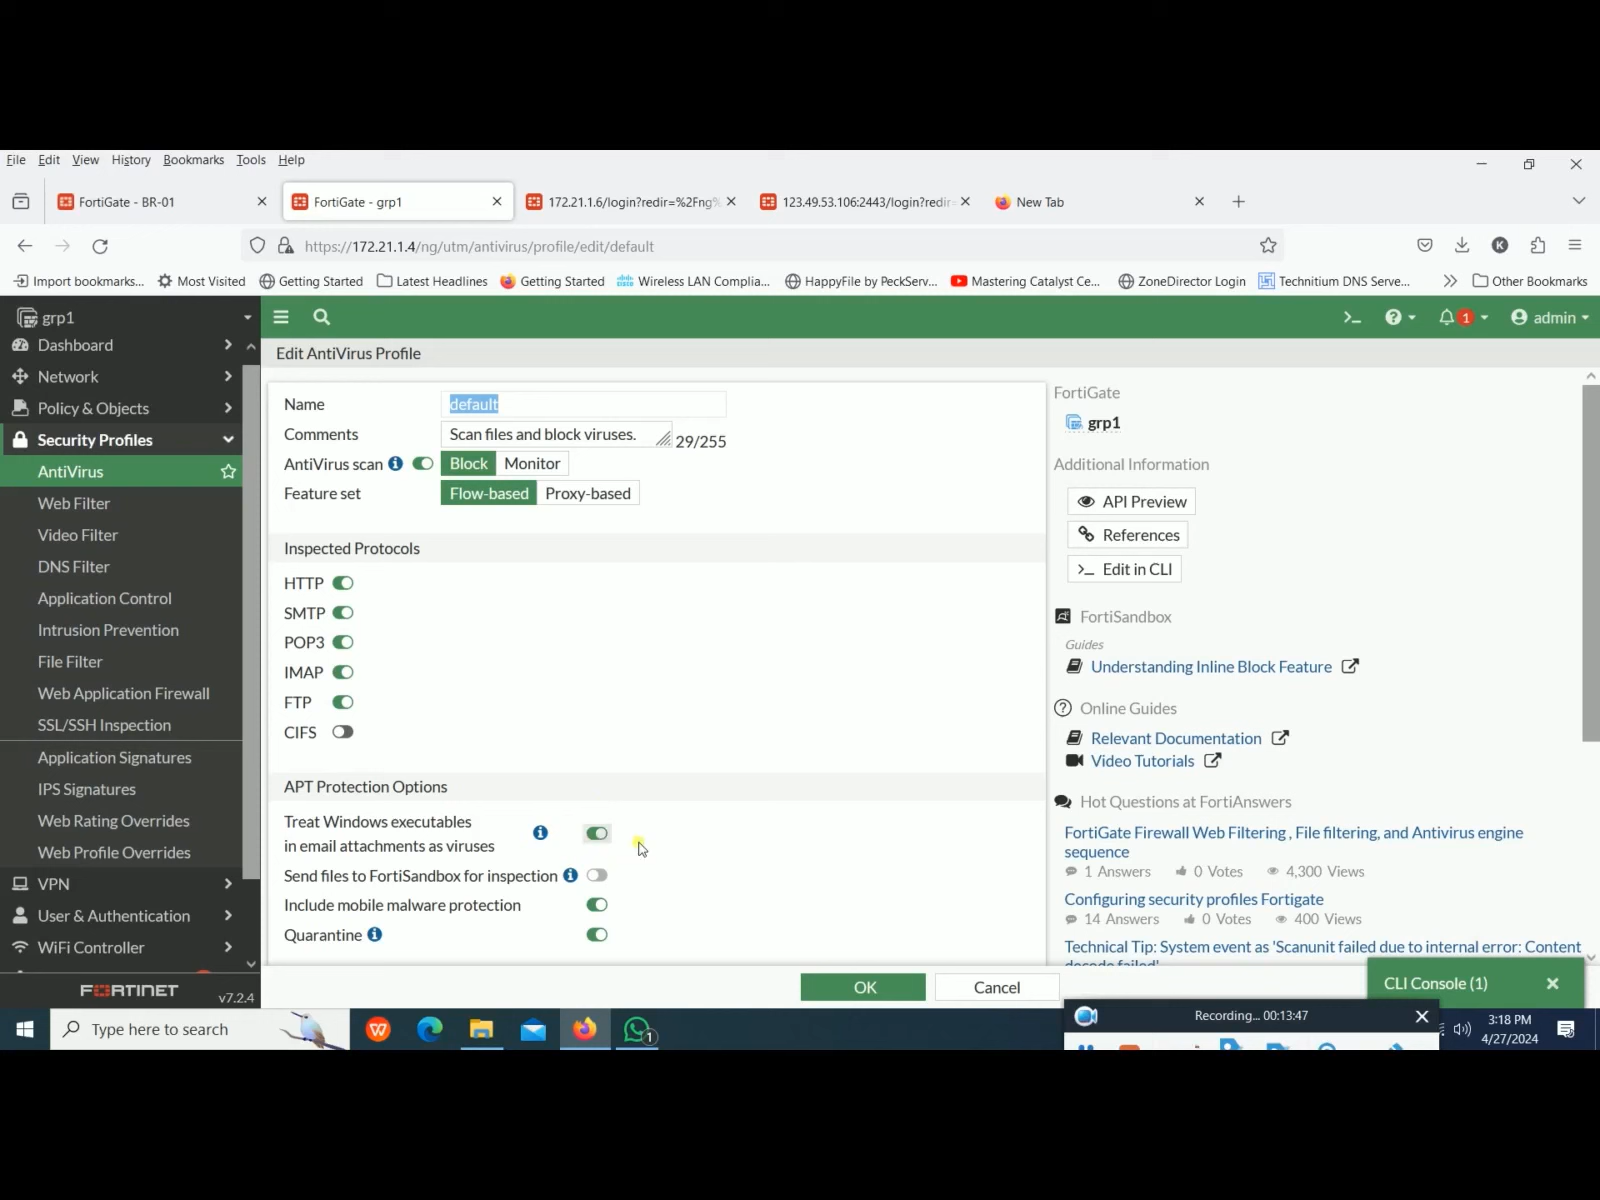 File Edit View History Bookmarks Tools Help
FortiGate - BR-01
FortiGate - grp1
172.21.1.6/login?redir=%2Fng%
123.49.53.106:2443/login?redir=
New Tab
https://172.21.1.4/ng/utm/antivirus/profile/edit/default
K
Import bookmarks...
Most Visited
Getting Started
Latest Headlines
Getting Started
Wireless LAN Complia...
HappyFile by PeckServ...
Mastering Catalyst Ce...
ZoneDirector Login
Technitium DNS Serve...
Other Bookmarks
grp1
1
admin
Dashboard
Network
Policy & Objects
Security Profiles
AntiVirus
Web Filter
Video Filter
DNS Filter
Application Control
Intrusion Prevention
File Filter
Web Application Firewall
SSL/SSH Inspection
Application Signatures
IPS Signatures
Web Rating Overrides
Web Profile Overrides
VPN
User & Authentication
WiFi Controller
FORTINET
v7.2.4
Edit AntiVirus Profile
Name default
Comments Scan files and block viruses. 29/255
AntiVirus scan Block Monitor
Feature set Flow-based Proxy-based
Inspected Protocols
HTTP
SMTP
POP3
IMAP
FTP
CIFS
APT Protection Options
Treat Windows executables
in email attachments as viruses
Send files to FortiSandbox for inspection
Include mobile malware protection
Quarantine
OK Cancel
FortiGate
grp1
Additional Information
API Preview
References
Edit in CLI
FortiSandbox
Guides
Understanding Inline Block Feature
Online Guides
Relevant Documentation
Video Tutorials
Hot Questions at FortiAnswers
FortiGate Firewall Web Filtering , File filtering, and Antivirus engine
sequence
1 Answers 0 Votes 4,300 Views
Configuring security profiles Fortigate
14 Answers 0 Votes 400 Views
Technical Tip: System event as 'Scanunit failed due to internal error: Content
decode failed'
CLI Console (1)
Recording... 00:13:47
Type here to search
W
1
3:18 PM
4/27/2024